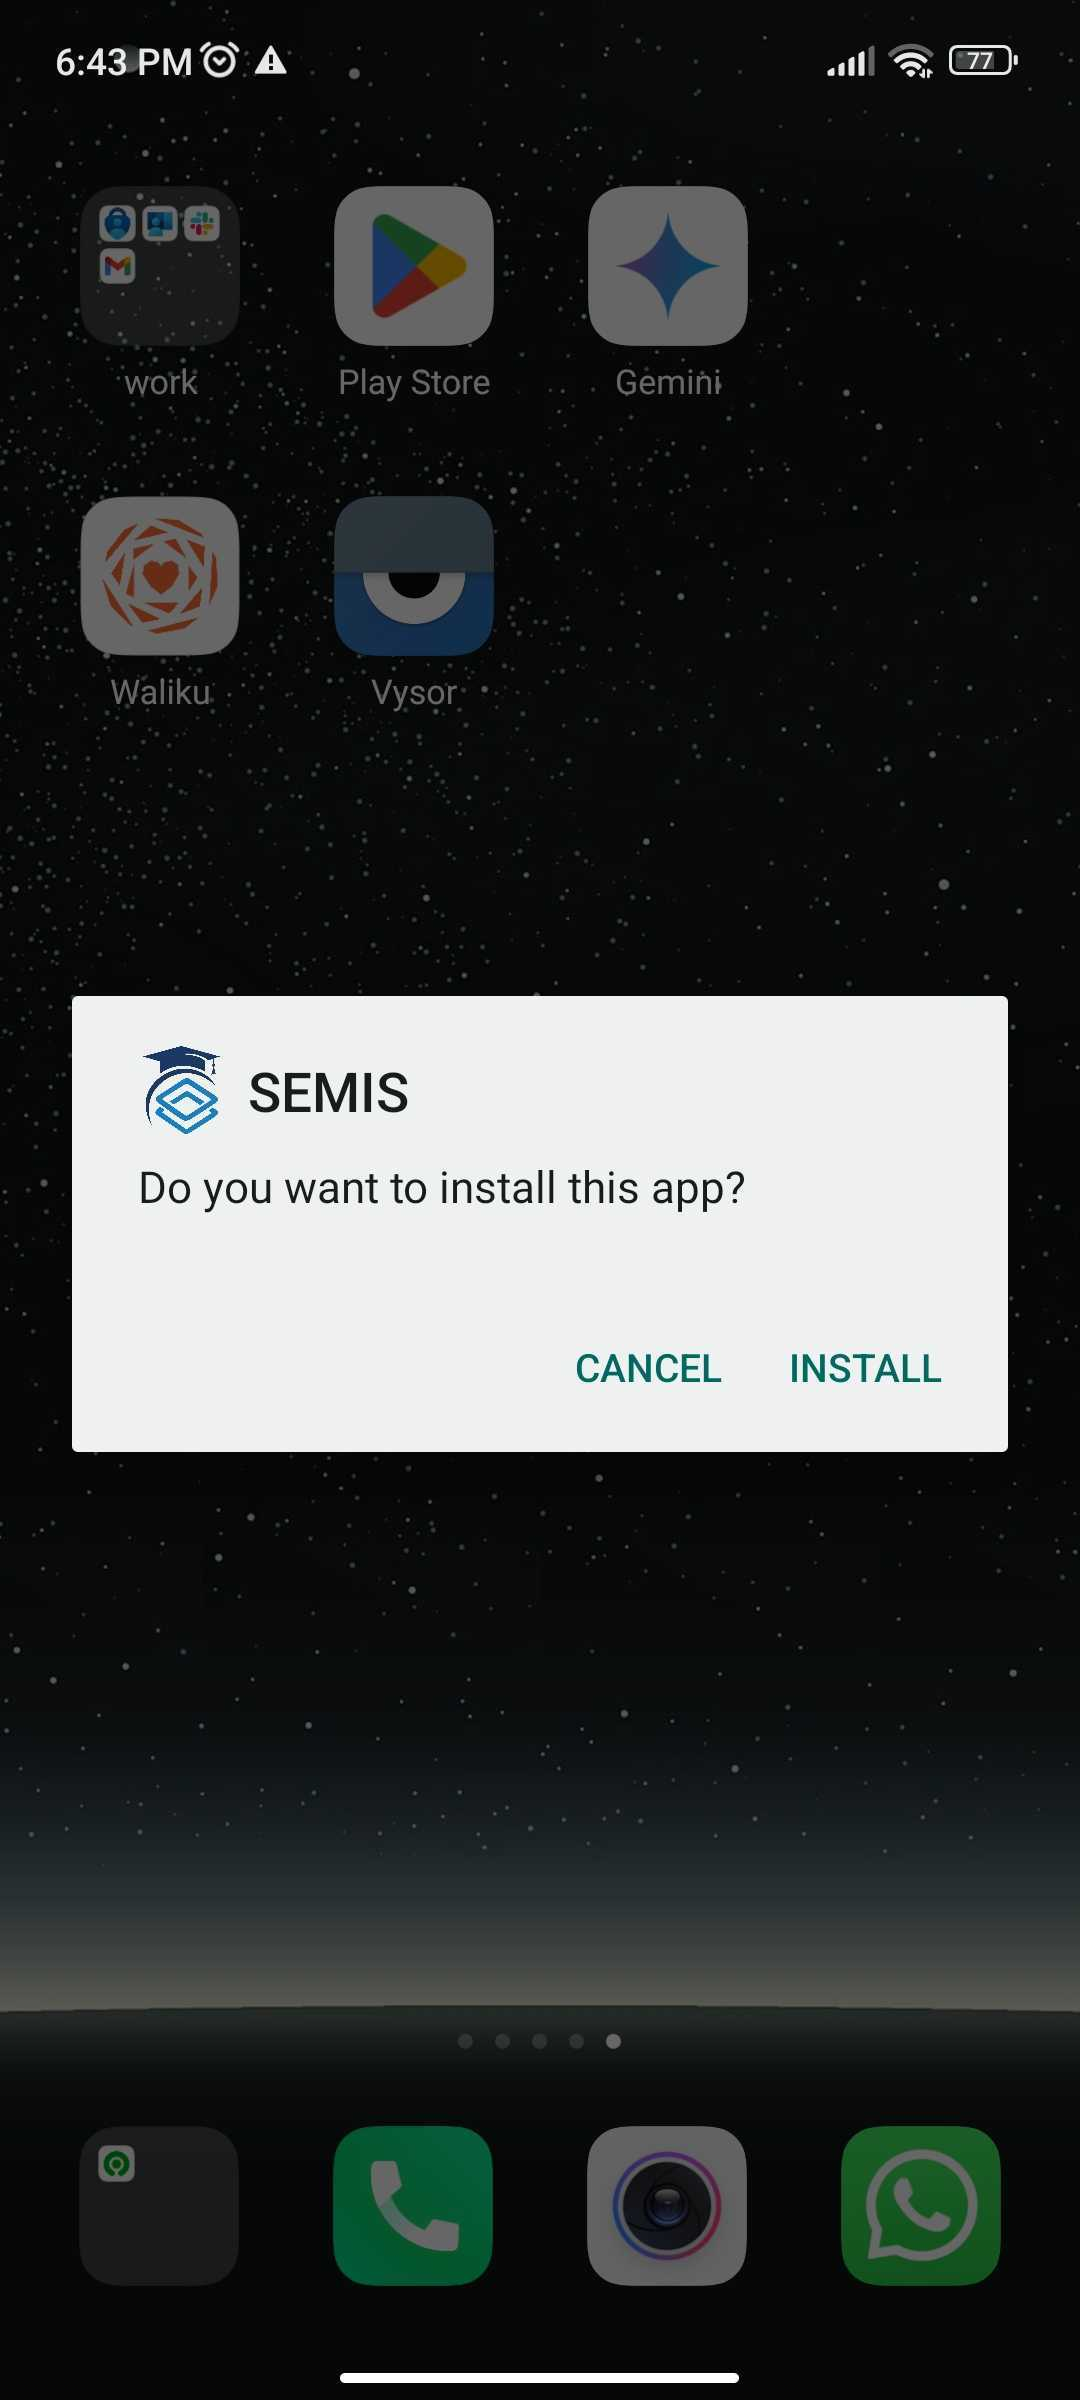 6:43 PM
77
work
Play Store
Gemini
Waliku
Vysor
SEMIS
Do you want to install this app?
CANCEL
INSTALL